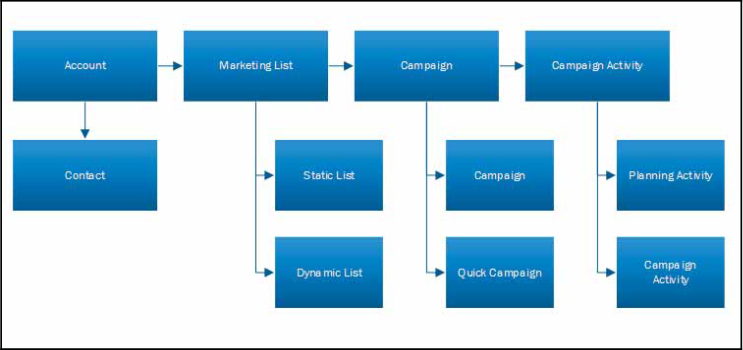 Account
Marketing List
Campaign
Campaign Activity
Contact
Static List
Campaign
Planning Activity
Dynamic List
Quick Campaign
Campaign
Activity